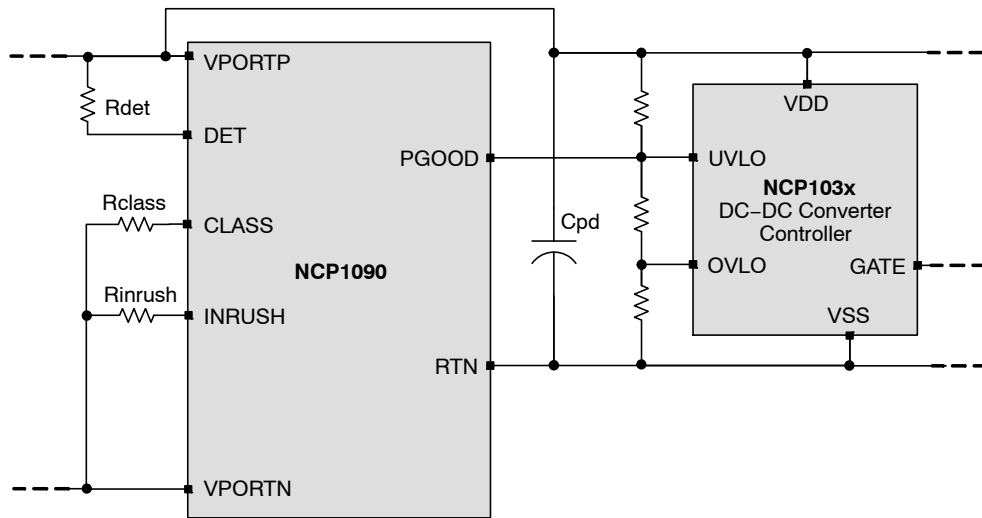 VPORTP
VDD
Rdet
DET
PGOOD
UVLO
NCP103x
DC−DC Converter
Controller
Rclass
CLASS
Cpd
NCP1090
OVLO
GATE
Rinrush
INRUSH
VSS
RTN
VPORTN